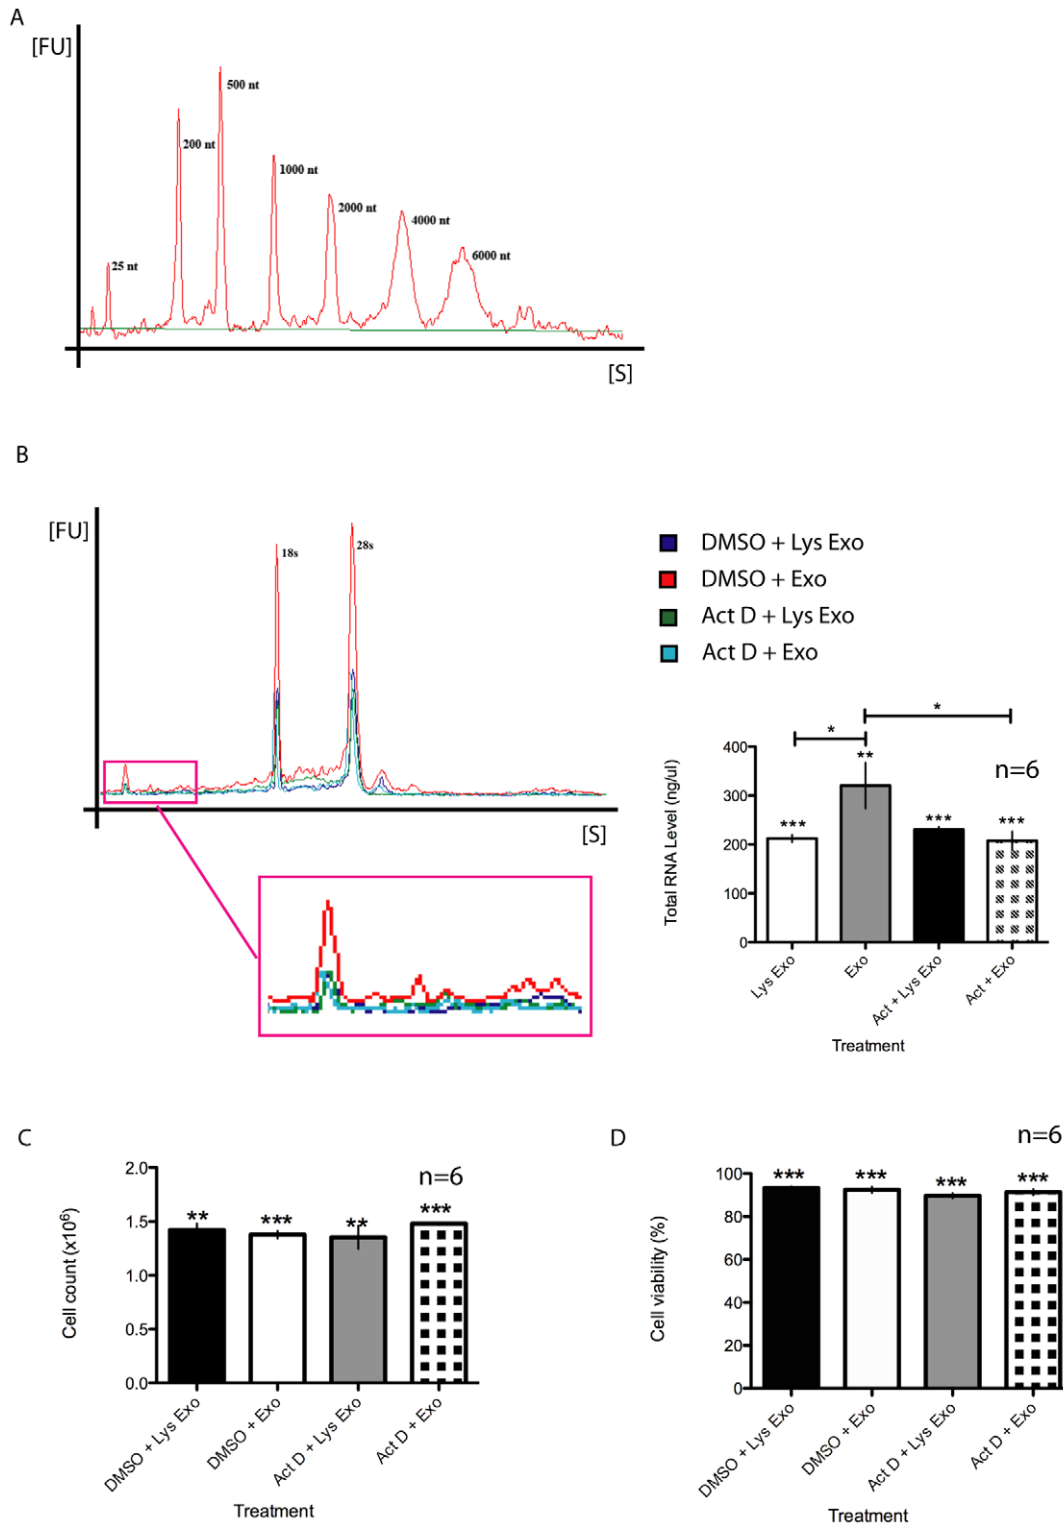 A
[FU]
500 nt
200 nt
1000 nt
2000 nt
4000 nt
6000 nt
25 nt
[S]
B
[FU]
18s
28s
[S]
DMSO + Lys Exo
DMSO + Exo
Act D + Lys Exo
Act D + Exo
*
*
**
n=6
***
***
***
400
300
200
100
0
Total RNA Level (ng/ul)
Lys Exo
Exo
Act + Lys Exo
Act + Exo
Treatment
C
n=6
2.0
1.5
1.0
0.5
0.0
**
***
**
***
Cell count (x10⁶)
DMSO + Lys Exo
DMSO + Exo
Act D + Lys Exo
Act D + Exo
Treatment
D
n=6
100
80
60
40
20
0
***
***
***
***
Cell viability (%)
DMSO + Lys Exo
DMSO + Exo
Act D + Lys Exo
Act D + Exo
Treatment